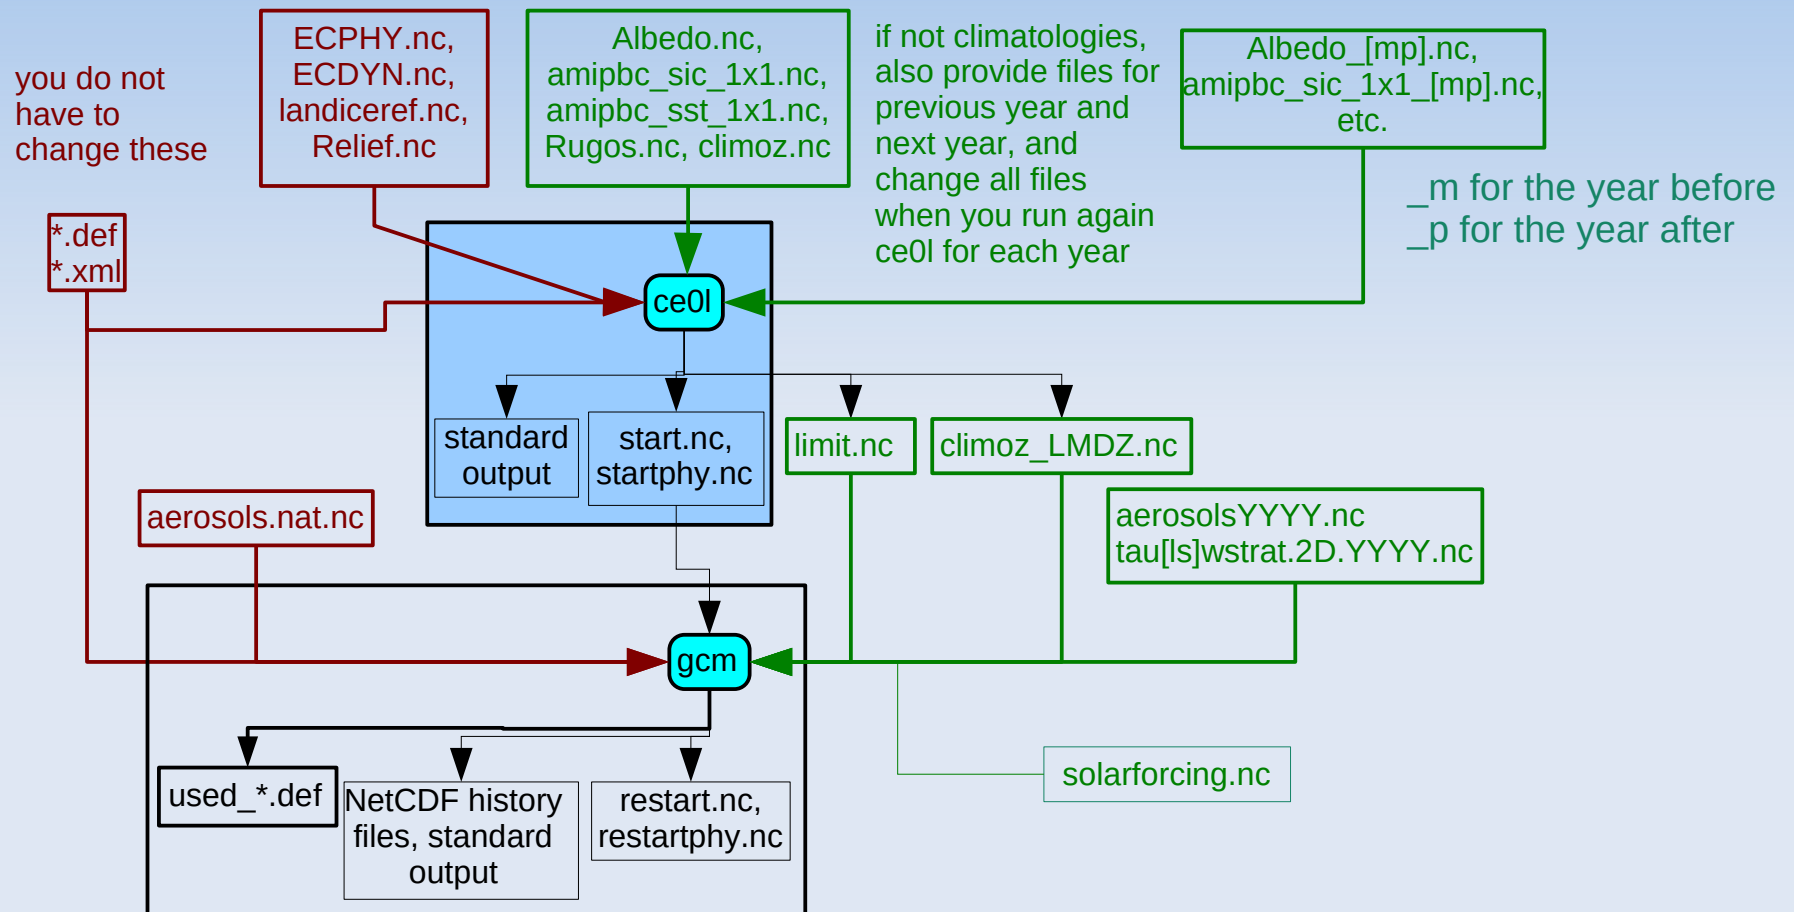 you do not
have to
change these
ECPHY.nc,
ECDYN.nc,
landiceref.nc,
Relief.nc
Albedo.nc,
amipbc_sic_1x1.nc,
amipbc_sst_1x1.nc,
Rugos.nc, climoz.nc
if not climatologies,
also provide files for
previous year and
next year, and
change all files
when you run again
ce0l for each year
Albedo_[mp].nc,
amipbc_sic_1x1_[mp].nc,
etc.
_m for the year before
_p for the year after
*.def
*.xml
ce0l
standard
output
start.nc,
startphy.nc
limit.nc
climoz_LMDZ.nc
aerosols.nat.nc
aerosolsYYYY.nc
tau[ls]wstrat.2D.YYYY.nc
gcm
used_*.def
NetCDF history
files, standard
output
restart.nc,
restartphy.nc
solarforcing.nc